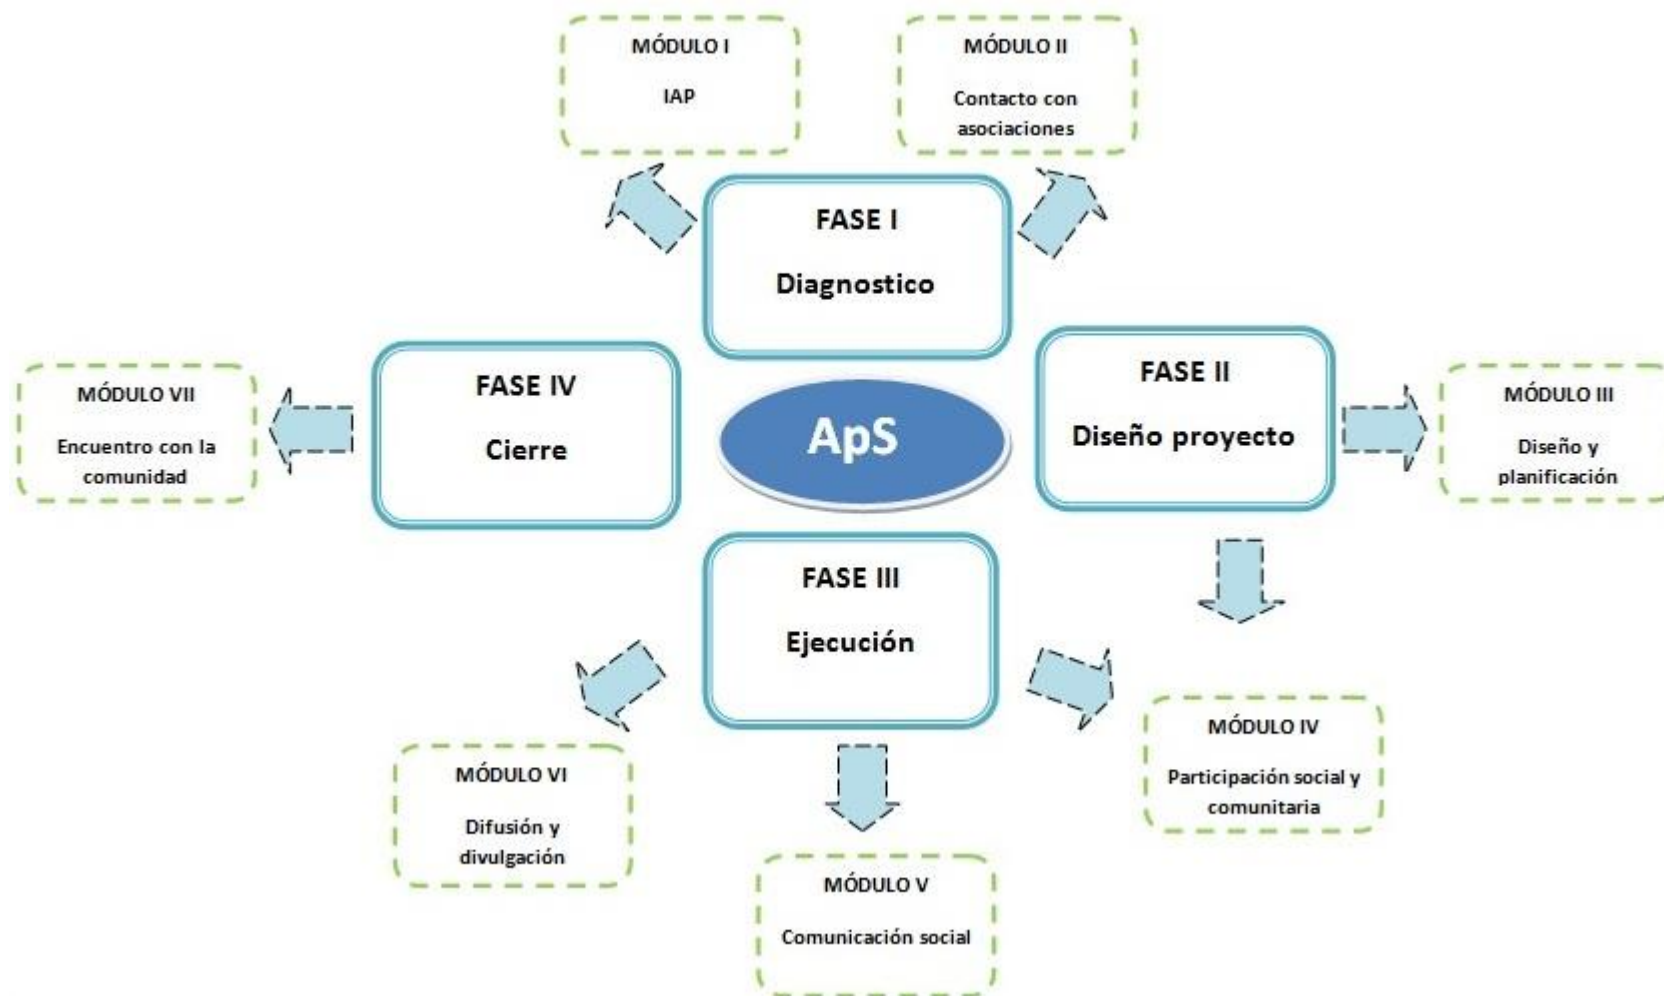 MÓDULO I
IAP
MÓDULO II
Contacto con
asociaciones
FASE I
Diagnostico
FASE II
Diseño proyecto
MÓDULO III
Diseño y
planificación
ApS
FASE IV
Cierre
MÓDULO VII
Encuentro con la
comunidad
FASE III
Ejecución
MÓDULO IV
Participación social y
comunitaria
MÓDULO V
Comunicación social
MÓDULO VI
Difusión y
divulgación